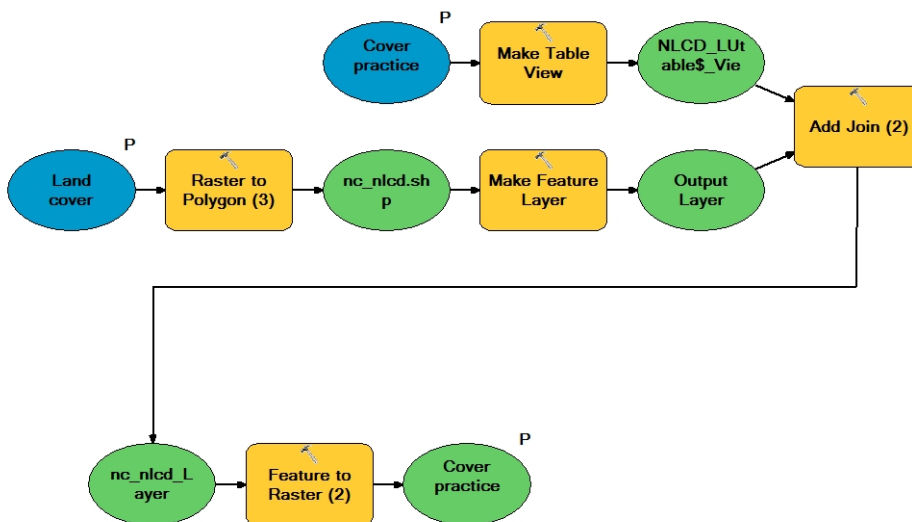 P
Cover
practice
Make Table
View
NLCD_LUt
able$_Vie
Add Join (2)
P
Land
cover
Raster to
Polygon (3)
nc_nlcd.sh
p
Make Feature
Layer
Output
Layer
nc_nlcd_L
ayer
Feature to
Raster (2)
P
Cover
practice